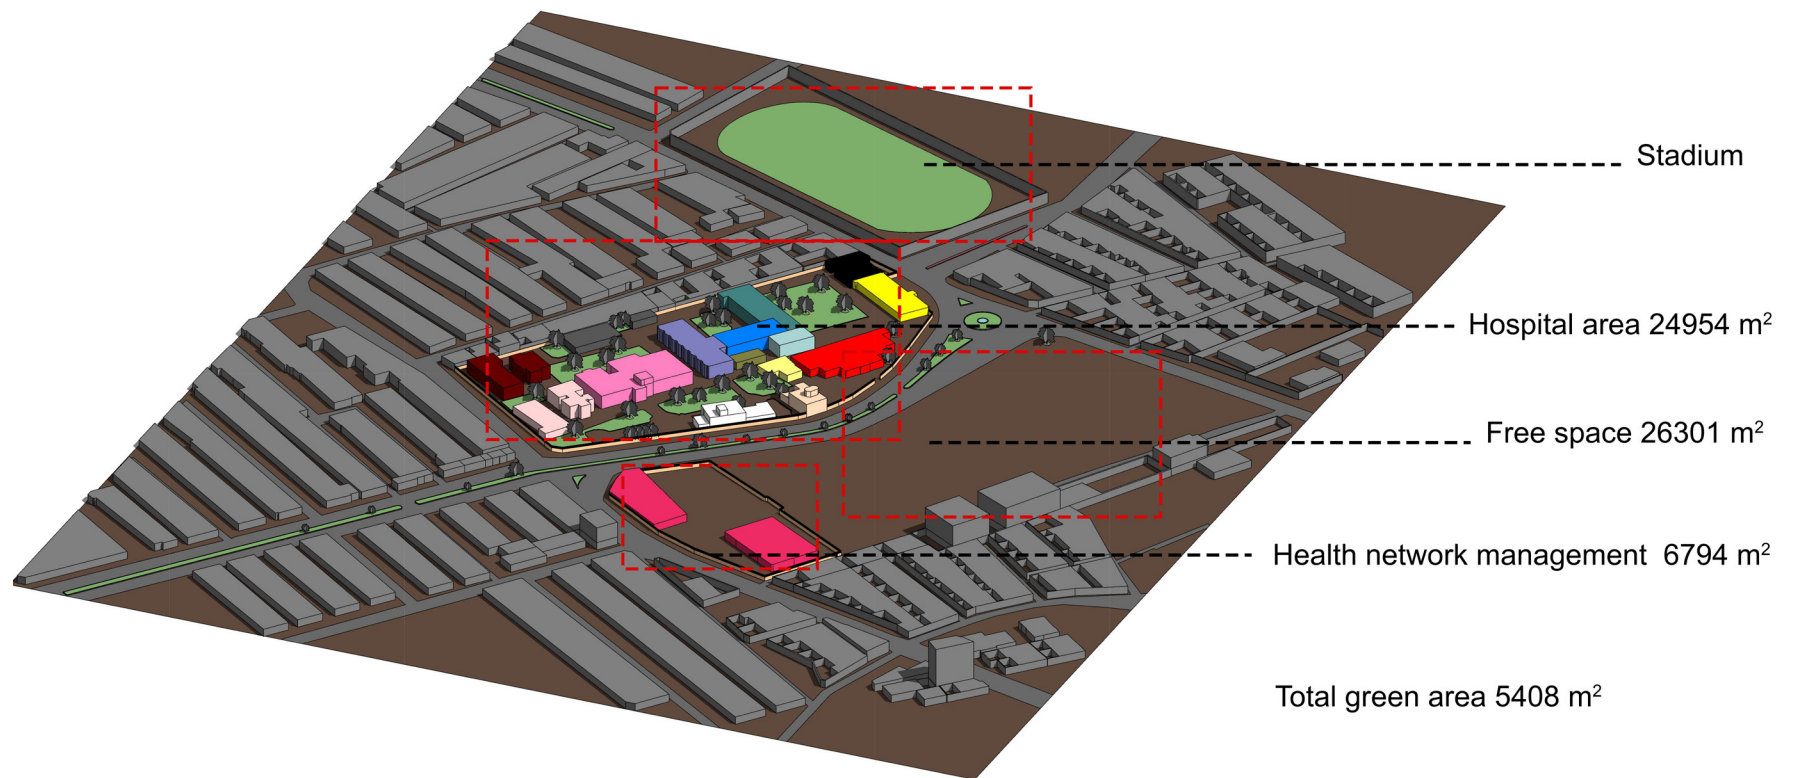 Stadium
Hospital area 24954 m²
Free space 26301 m²
Health network management 6794 m²
Total green area 5408 m²